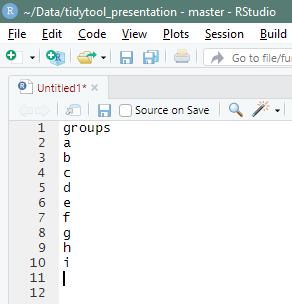 ~/Data/tidytool_presentation - master - RStudio
File Edit Code View Plots Session Build
Go to file/fu
Untitled1*
Source on Save
1 groups
2 a
3 b
4 c
5 d
6 e
7 f
8 g
9 h
10 i
11
12